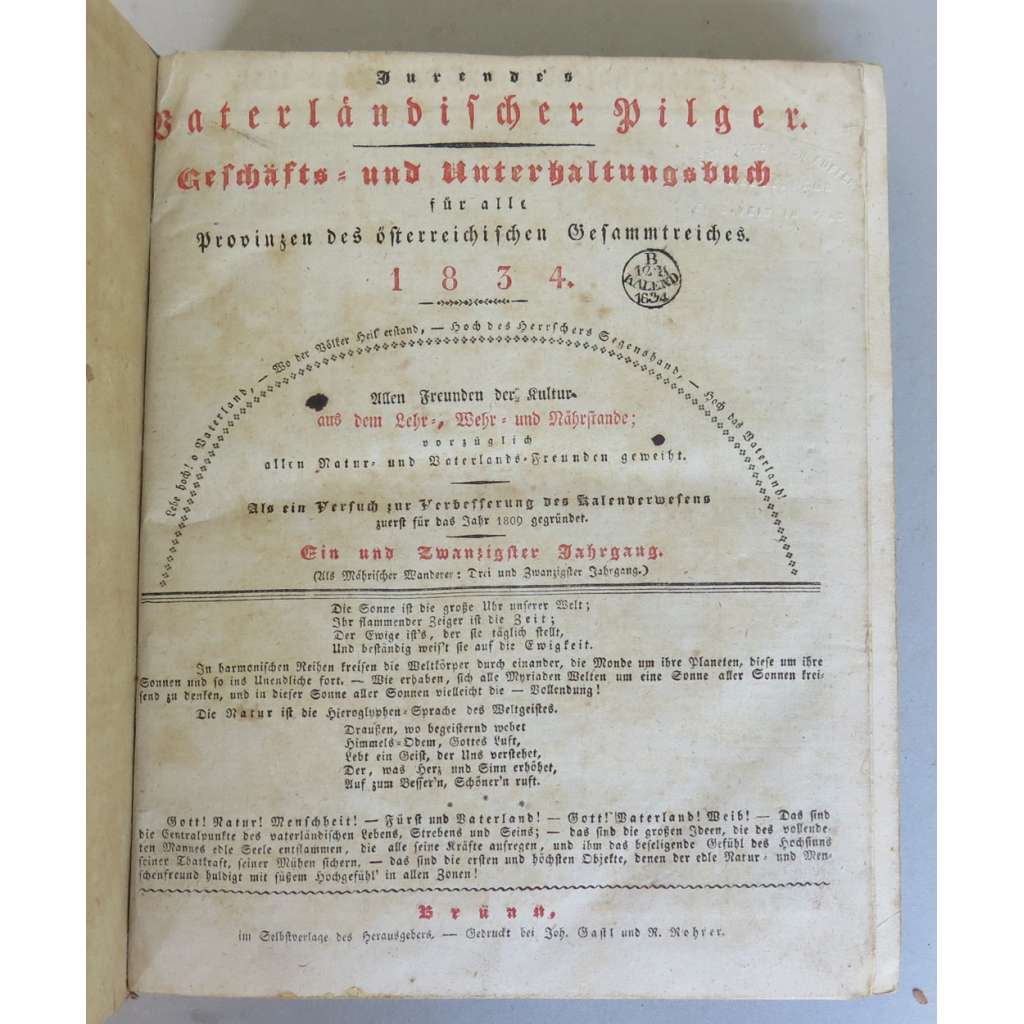 Jurende's
Vaterländischer Pilger.
Geschäfts- und Unterhaltungsbuch
für alle
Provinzen des österreichischen Gesammtreiches.
1834.
B
KALEND
1834
Lebe hoch! o Vaterland, — Wo der Völker Heil erstand, — Hoch des Herrschers Segenshand, — Hoch das Vaterland!
Allen Freunden der Kultur
aus dem Lehr-, Wehr- und Nährstande;
vorzüglich
allen Natur- und Vaterlands-Freunden geweiht.
Als ein Versuch zur Verbesserung des Kalenderwesens
zuerst für das Jahr 1809 gegründet.
Ein und Zwanzigster Jahrgang.
(Als Mährischer Wanderer: Drei und Zwanzigster Jahrgang.)
Die Sonne ist die große Uhr unserer Welt;
Ihr flammender Zeiger ist die Zeit;
Der Ewige ist's, der sie täglich stellt,
Und beständig weis't sie auf die Ewigkeit.
In harmonischen Reihen kreisen die Weltkörper durch einander, die Monde um ihre Planeten, diese um ihre
Sonnen und so ins Unendliche fort. — Wie erhaben, sich alle Myriaden Welten um eine Sonne aller Sonnen krei-
send zu denken, und in dieser Sonne aller Sonnen vielleicht die — Vollendung!
Die Natur ist die Hieroglyphen-Sprache des Weltgeistes.
Draußen, wo begeisternd webet
Himmels-Odem, Gottes Luft,
Lebt ein Geist, der Uns verstehet,
Der, was Herz und Sinn erhöhet,
Auf zum Besser'n, Schöner'n ruft.
Gott! Natur! Menschheit! — Fürst und Vaterland! — Gott! Vaterland! Weib! — Das sind
die Centralpunkte des vaterländischen Lebens, Strebens und Seins; — das sind die großen Ideen, die des vollende-
ten Mannes edle Seele entflammen, die alle seine Kräfte aufregen, und ihm das beseligende Gefühl des Hochsinns
seiner Thatkraft, seiner Mühen sichern, — das sind die ersten und höchsten Objekte, denen der edle Natur- und Men-
schenfreund huldigt mit süßem Hochgefühl in allen Zonen!
Brünn,
im Selbstverlage des Herausgebers. — Gedruckt bei Joh. Gastl und R. Rohrer.